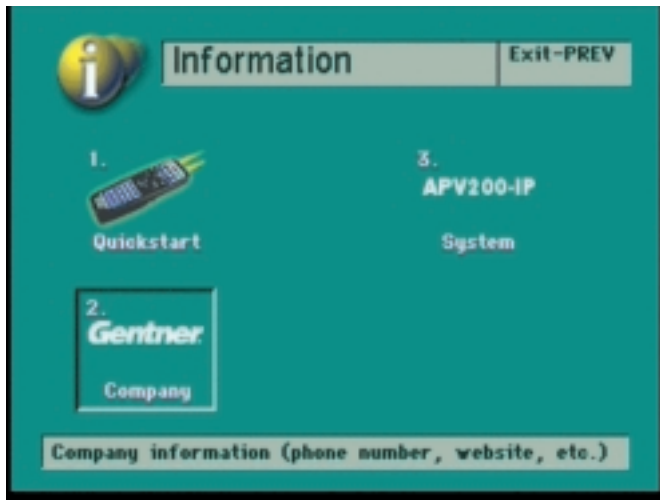 Information
Exit-PREV
1.
Quickstart
3.
APV200-IP
System
2.
Gentner
Company
Company information (phone number, website, etc.)